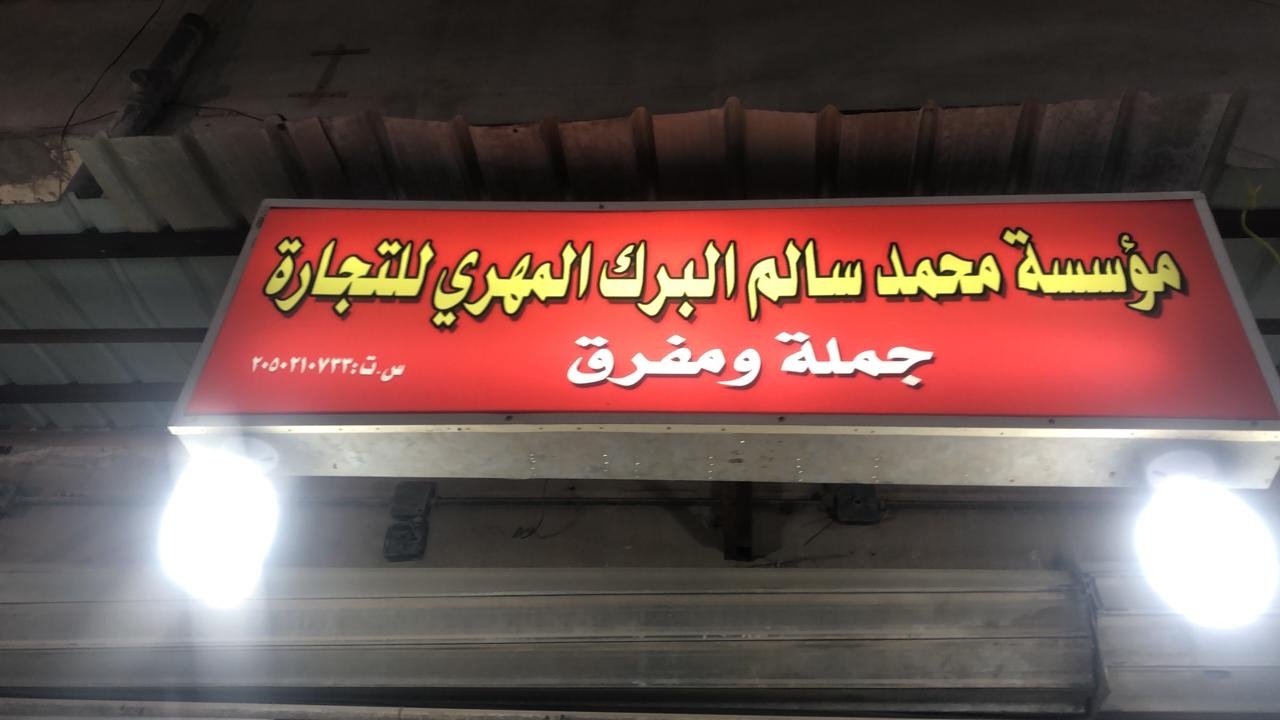 مؤسسة محمد سالم البرك المهري للتجارة
جملة ومفرق
س.ت: ٢٠٥٠٢١٠٧٣٣